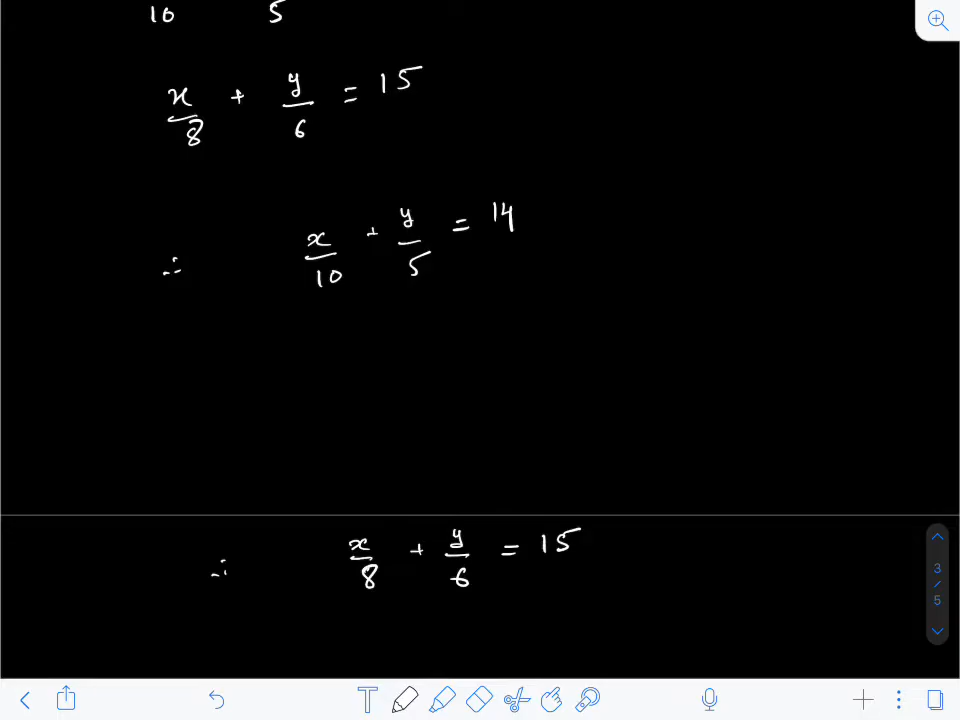 10 5
x/8 + y/6 = 15
∴ x/10 + y/5 = 14
∴ x/8 + y/6 = 15
3
/
5
T